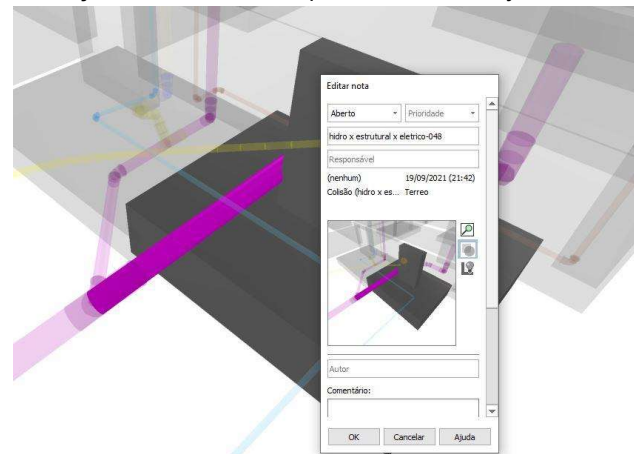 Editar nota
Aberto
Prioridade
hidro x estrutural x eletrico-048
Responsável
(nenhum) 19/09/2021 (21:42)
Colisão (hidro x es... Terreo
Autor
Comentário:
OK Cancelar Ajuda